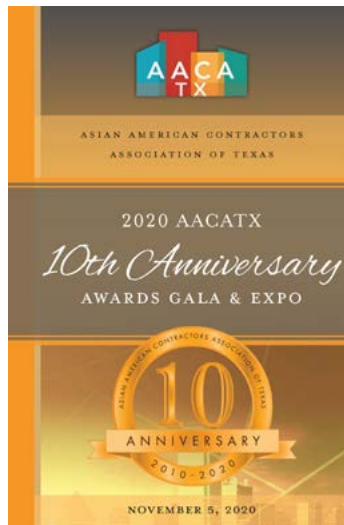 AACA
TX
ASIAN AMERICAN CONTRACTORS
ASSOCIATION OF TEXAS
2020 AACATX
10th Anniversary
AWARDS GALA & EXPO
ASIAN AMERICAN CONTRACTORS ASSOCIATION OF TEXAS
10
ANNIVERSARY
2010-2020
NOVEMBER 5, 2020